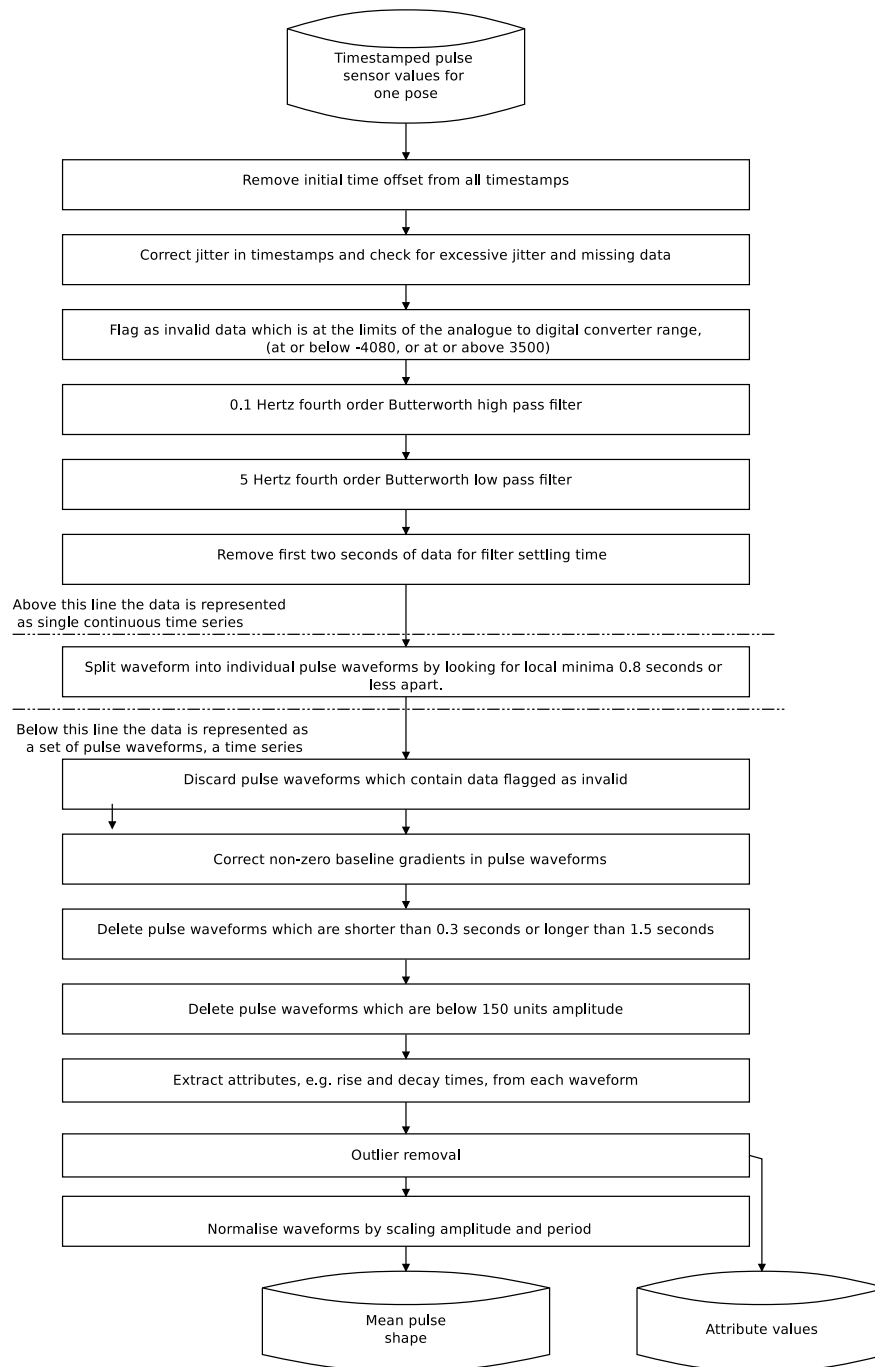 Timestamped pulse
sensor values for
one pose
Remove initial time offset from all timestamps
Correct jitter in timestamps and check for excessive jitter and missing data
Flag as invalid data which is at the limits of the analogue to digital converter range,
(at or below -4080, or at or above 3500)
0.1 Hertz fourth order Butterworth high pass filter
5 Hertz fourth order Butterworth low pass filter
Remove first two seconds of data for filter settling time
Above this line the data is represented
as single continuous time series
Split waveform into individual pulse waveforms by looking for local minima 0.8 seconds or
less apart.
Below this line the data is represented as
a set of pulse waveforms, a time series
Discard pulse waveforms which contain data flagged as invalid
Correct non-zero baseline gradients in pulse waveforms
Delete pulse waveforms which are shorter than 0.3 seconds or longer than 1.5 seconds
Delete pulse waveforms which are below 150 units amplitude
Extract attributes, e.g. rise and decay times, from each waveform
Outlier removal
Normalise waveforms by scaling amplitude and period
Mean pulse
shape
Attribute values